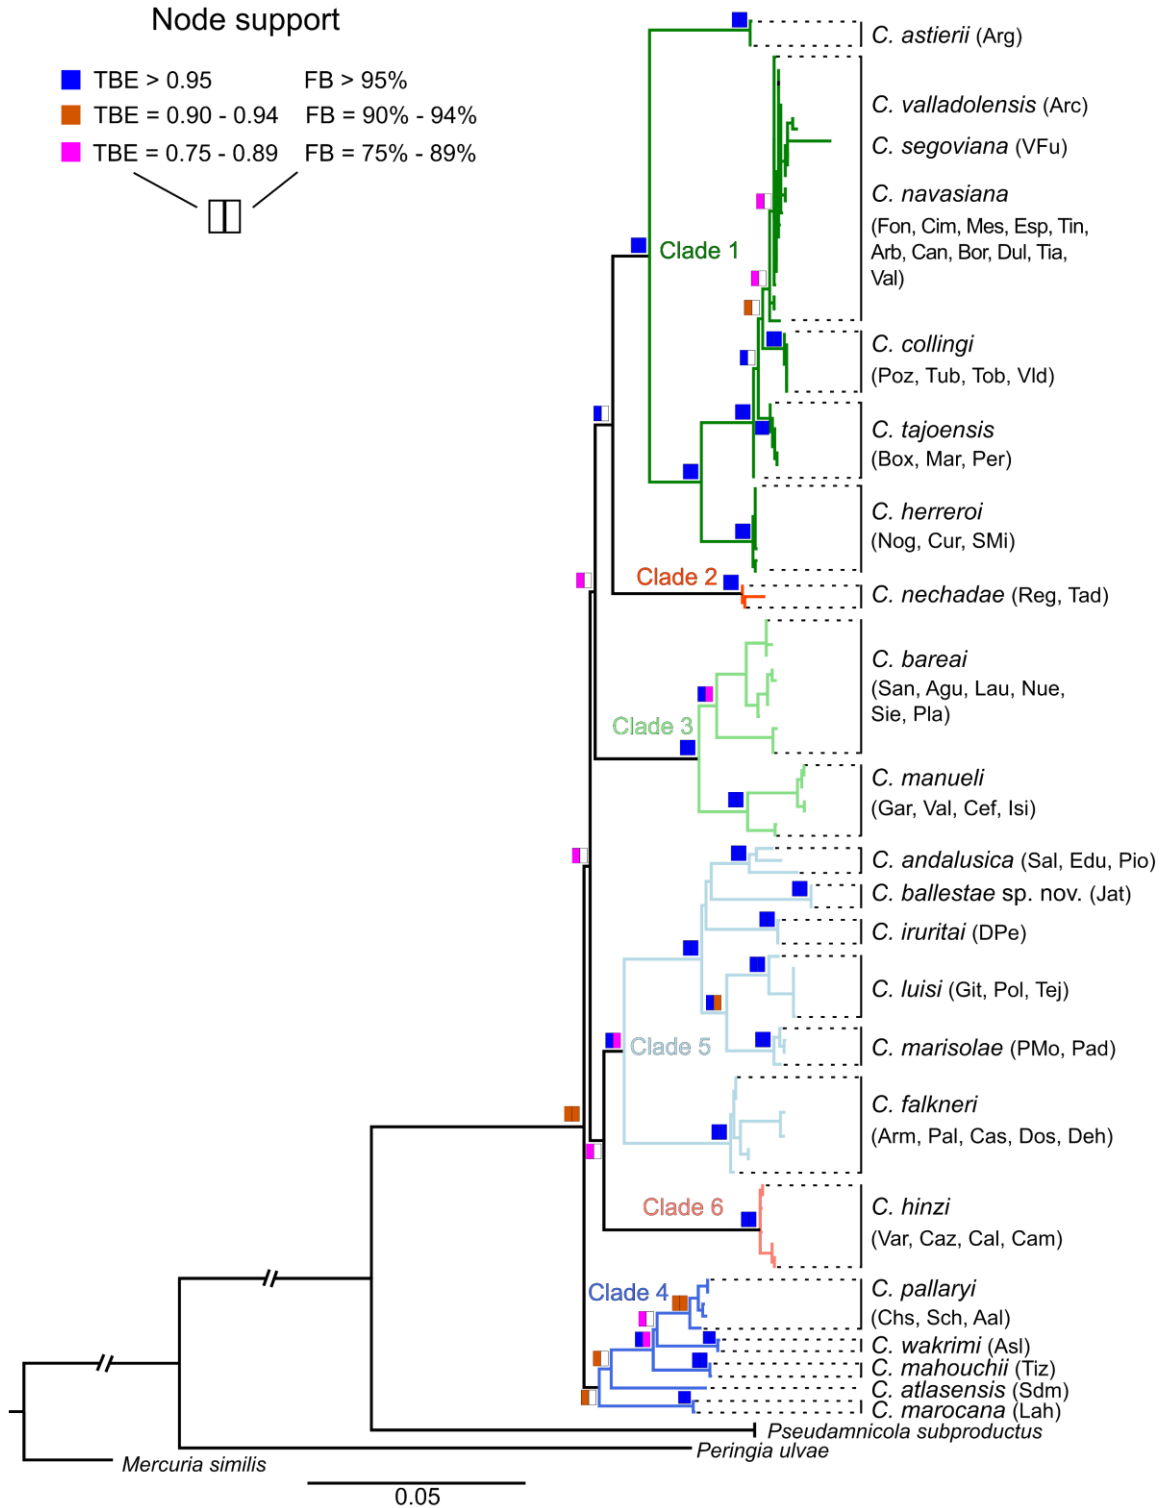 Node support
TBE > 0.95 FB > 95%
TBE = 0.90 - 0.94 FB = 90% - 94%
TBE = 0.75 - 0.89 FB = 75% - 89%
C. astierii (Arg)
C. valladolensis (Arc)
C. segoviana (VFu)
C. navasiana
(Fon, Cim, Mes, Esp, Tin,
Arb, Can, Bor, Dul, Tia,
Val)
Clade 1
C. collingi
(Poz, Tub, Tob, Vld)
C. tajoensis
(Box, Mar, Per)
C. herreroi
(Nog, Cur, SMi)
Clade 2
C. nechadae (Reg, Tad)
C. bareai
(San, Agu, Lau, Nue,
Sie, Pla)
Clade 3
C. manueli
(Gar, Val, Cef, Isi)
C. andalusica (Sal, Edu, Pio)
C. ballestae sp. nov. (Jat)
C. iruritai (DPe)
C. luisi (Git, Pol, Tej)
Clade 5
C. marisolae (PMo, Pad)
C. falkneri
(Arm, Pal, Cas, Dos, Deh)
Clade 6
C. hinzi
(Var, Caz, Cal, Cam)
Clade 4
C. pallaryi
(Chs, Sch, Aal)
C. wakrimi (Asl)
C. mahouchii (Tiz)
C. atlasensis (Sdm)
C. marocana (Lah)
Pseudamnicola subproductus
Peringia ulvae
Mercuria similis
0.05